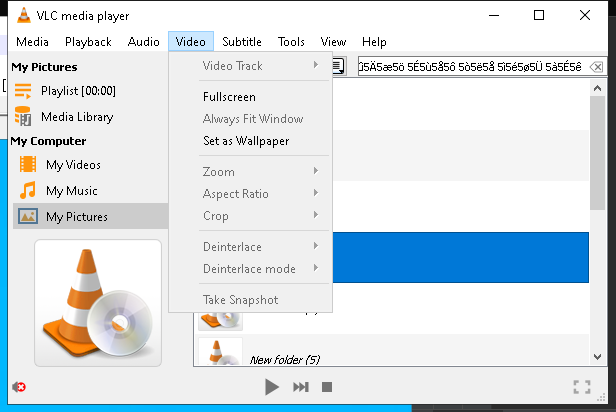 VLC media player
Media Playback Audio Video Subtitle Tools View Help
My Pictures
Playlist [00:00]
Media Library
My Computer
My Videos
My Music
My Pictures
Video Track
Fullscreen
Always Fit Window
Set as Wallpaper
Zoom
Aspect Ratio
Crop
Deinterlace
Deinterlace mode
Take Snapshot
New folder (5)